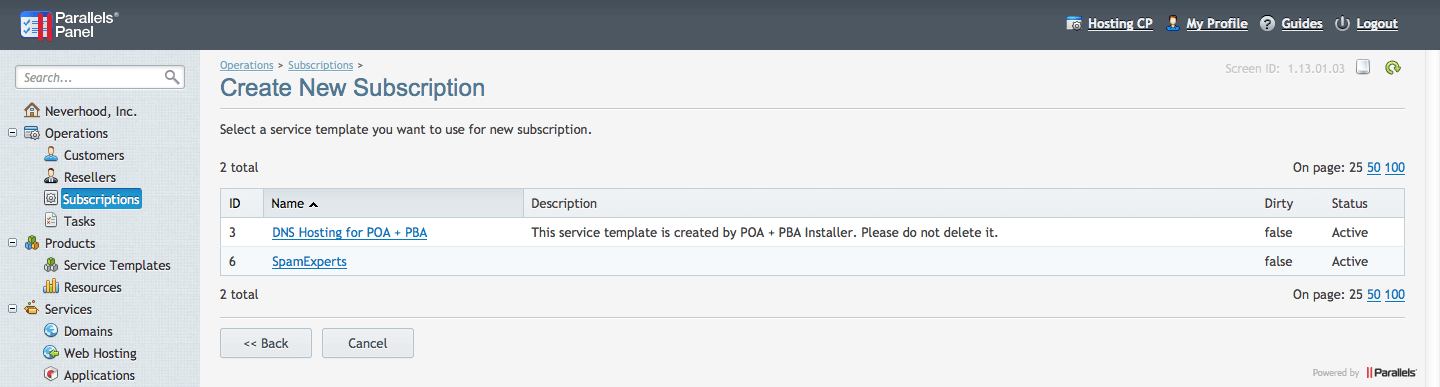 Parallels®
Panel
Hosting CP My Profile Guides Logout
Search...
Neverhood, Inc.
Operations
Customers
Resellers
Subscriptions
Tasks
Products
Service Templates
Resources
Services
Domains
Web Hosting
Applications
Operations > Subscriptions >
Screen ID: 1.13.01.03
Create New Subscription
Select a service template you want to use for new subscription.
2 total On page: 25 50 100
ID Name Description Dirty Status
3 DNS Hosting for POA + PBA This service template is created by POA + PBA Installer. Please do not delete it. false Active
6 SpamExperts false Active
2 total On page: 25 50 100
<< Back Cancel
Powered by Parallels®